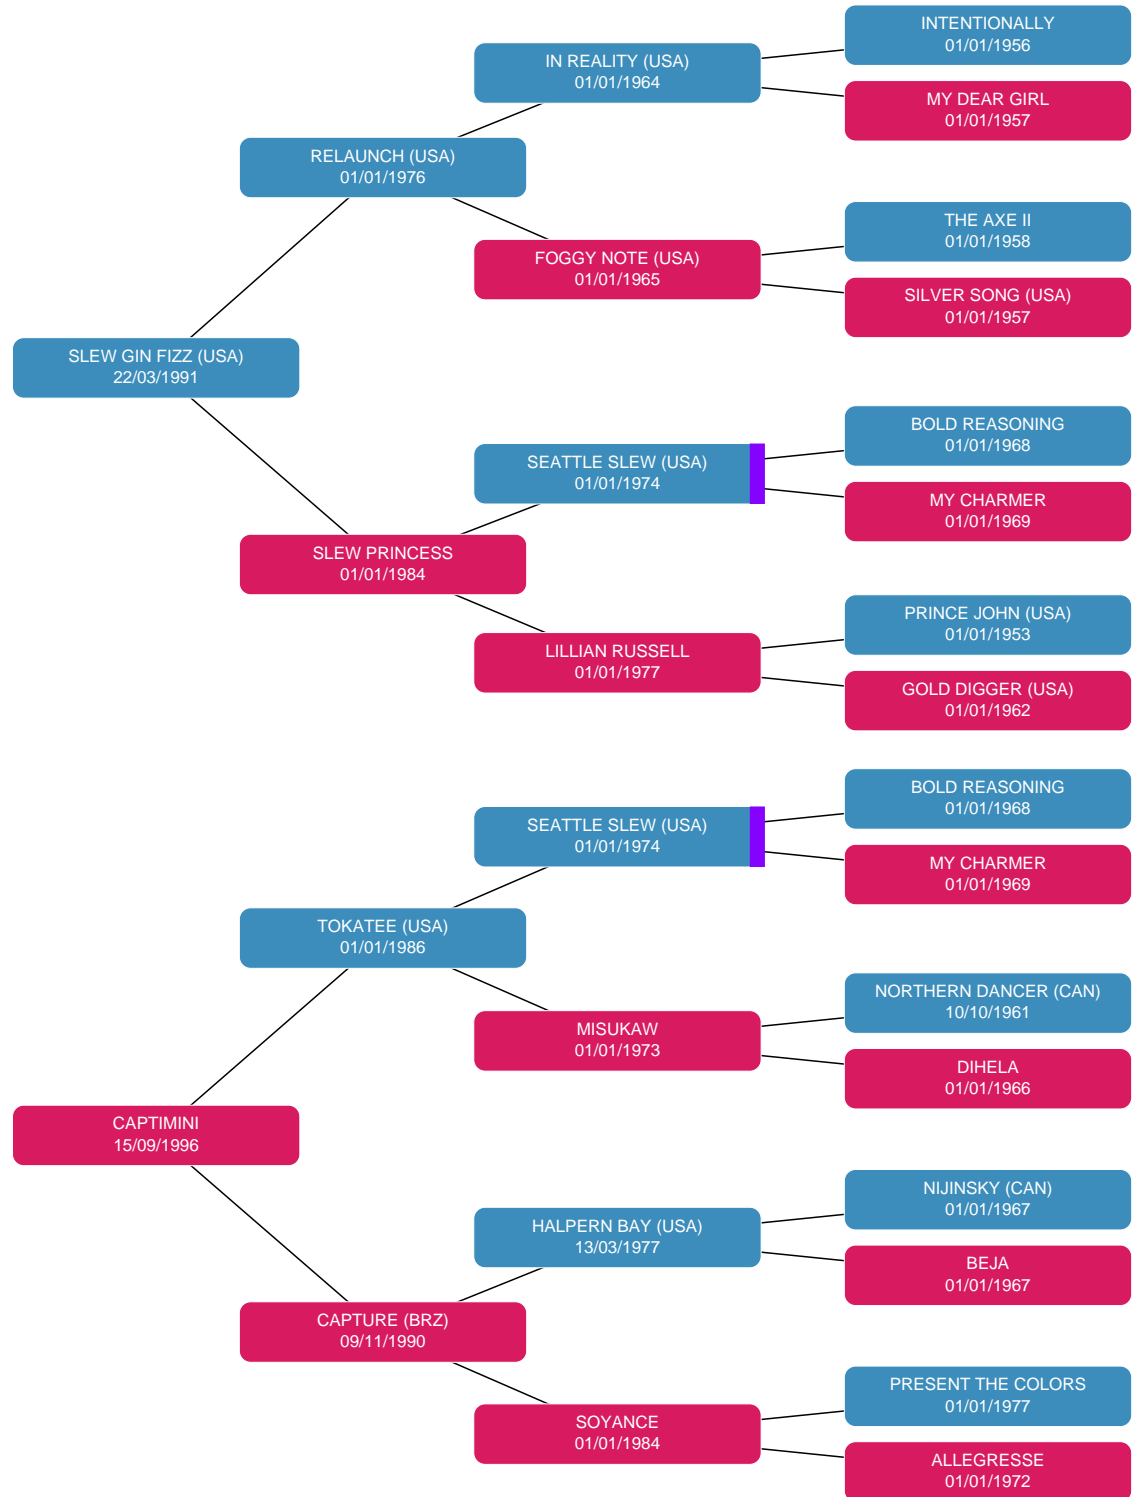 INTENTIONALLY
01/01/1956
IN REALITY (USA)
01/01/1964
MY DEAR GIRL
01/01/1957
RELAUNCH (USA)
01/01/1976
THE AXE II
01/01/1958
FOGGY NOTE (USA)
01/01/1965
SILVER SONG (USA)
01/01/1957
SLEW GIN FIZZ (USA)
22/03/1991
BOLD REASONING
01/01/1968
SEATTLE SLEW (USA)
01/01/1974
MY CHARMER
01/01/1969
SLEW PRINCESS
01/01/1984
PRINCE JOHN (USA)
01/01/1953
LILLIAN RUSSELL
01/01/1977
GOLD DIGGER (USA)
01/01/1962
BOLD REASONING
01/01/1968
SEATTLE SLEW (USA)
01/01/1974
MY CHARMER
01/01/1969
TOKATEE (USA)
01/01/1986
NORTHERN DANCER (CAN)
10/10/1961
MISUKAW
01/01/1973
DIHELA
01/01/1966
CAPTIMINI
15/09/1996
NIJINSKY (CAN)
01/01/1967
HALPERN BAY (USA)
13/03/1977
BEJA
01/01/1967
CAPTURE (BRZ)
09/11/1990
PRESENT THE COLORS
01/01/1977
SOYANCE
01/01/1984
ALLEGRESSE
01/01/1972